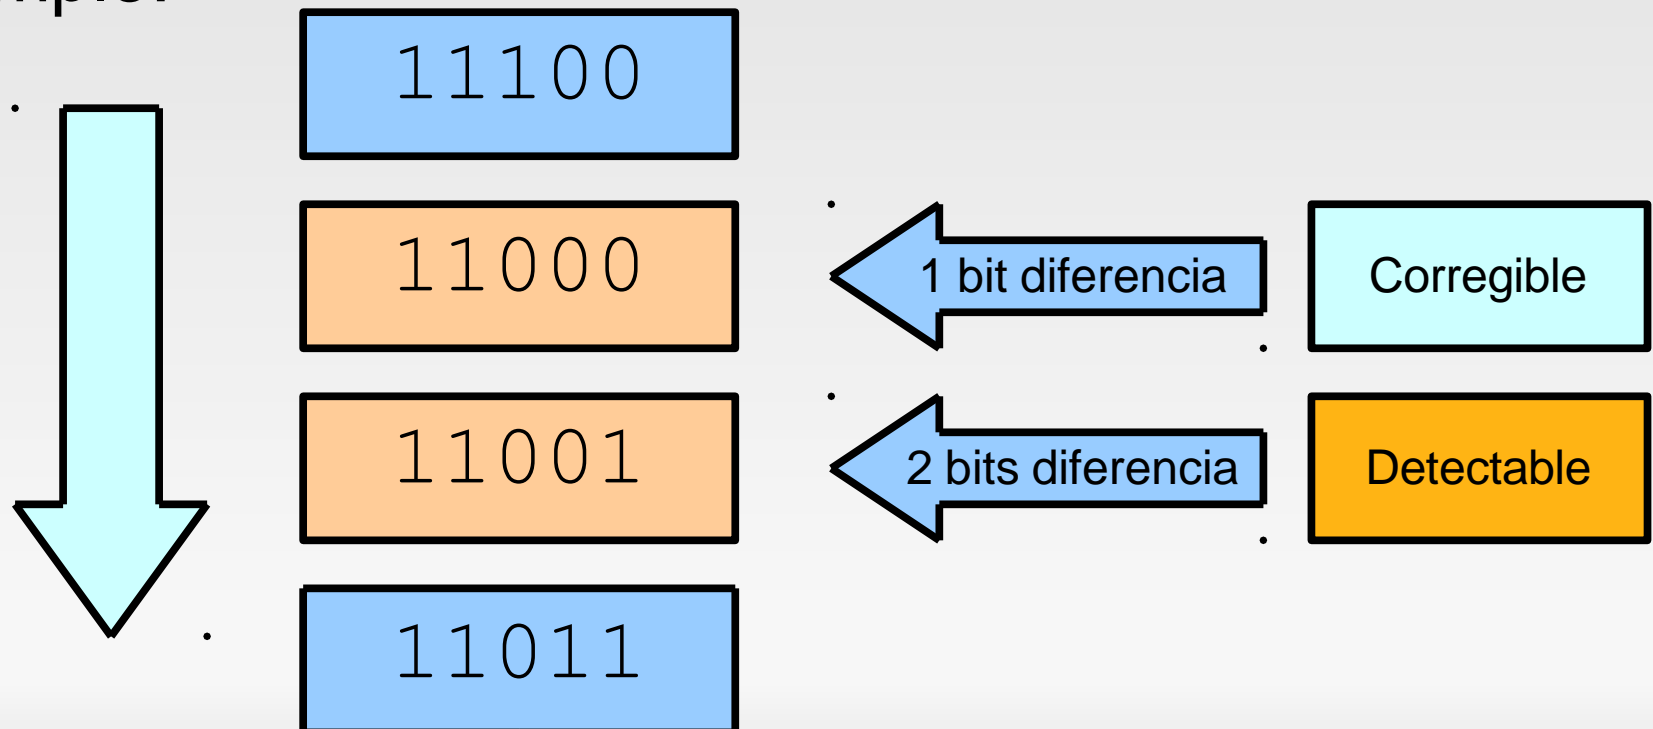 11100
11000
1 bit diferencia
Corregible
11001
2 bits diferencia
Detectable
11011